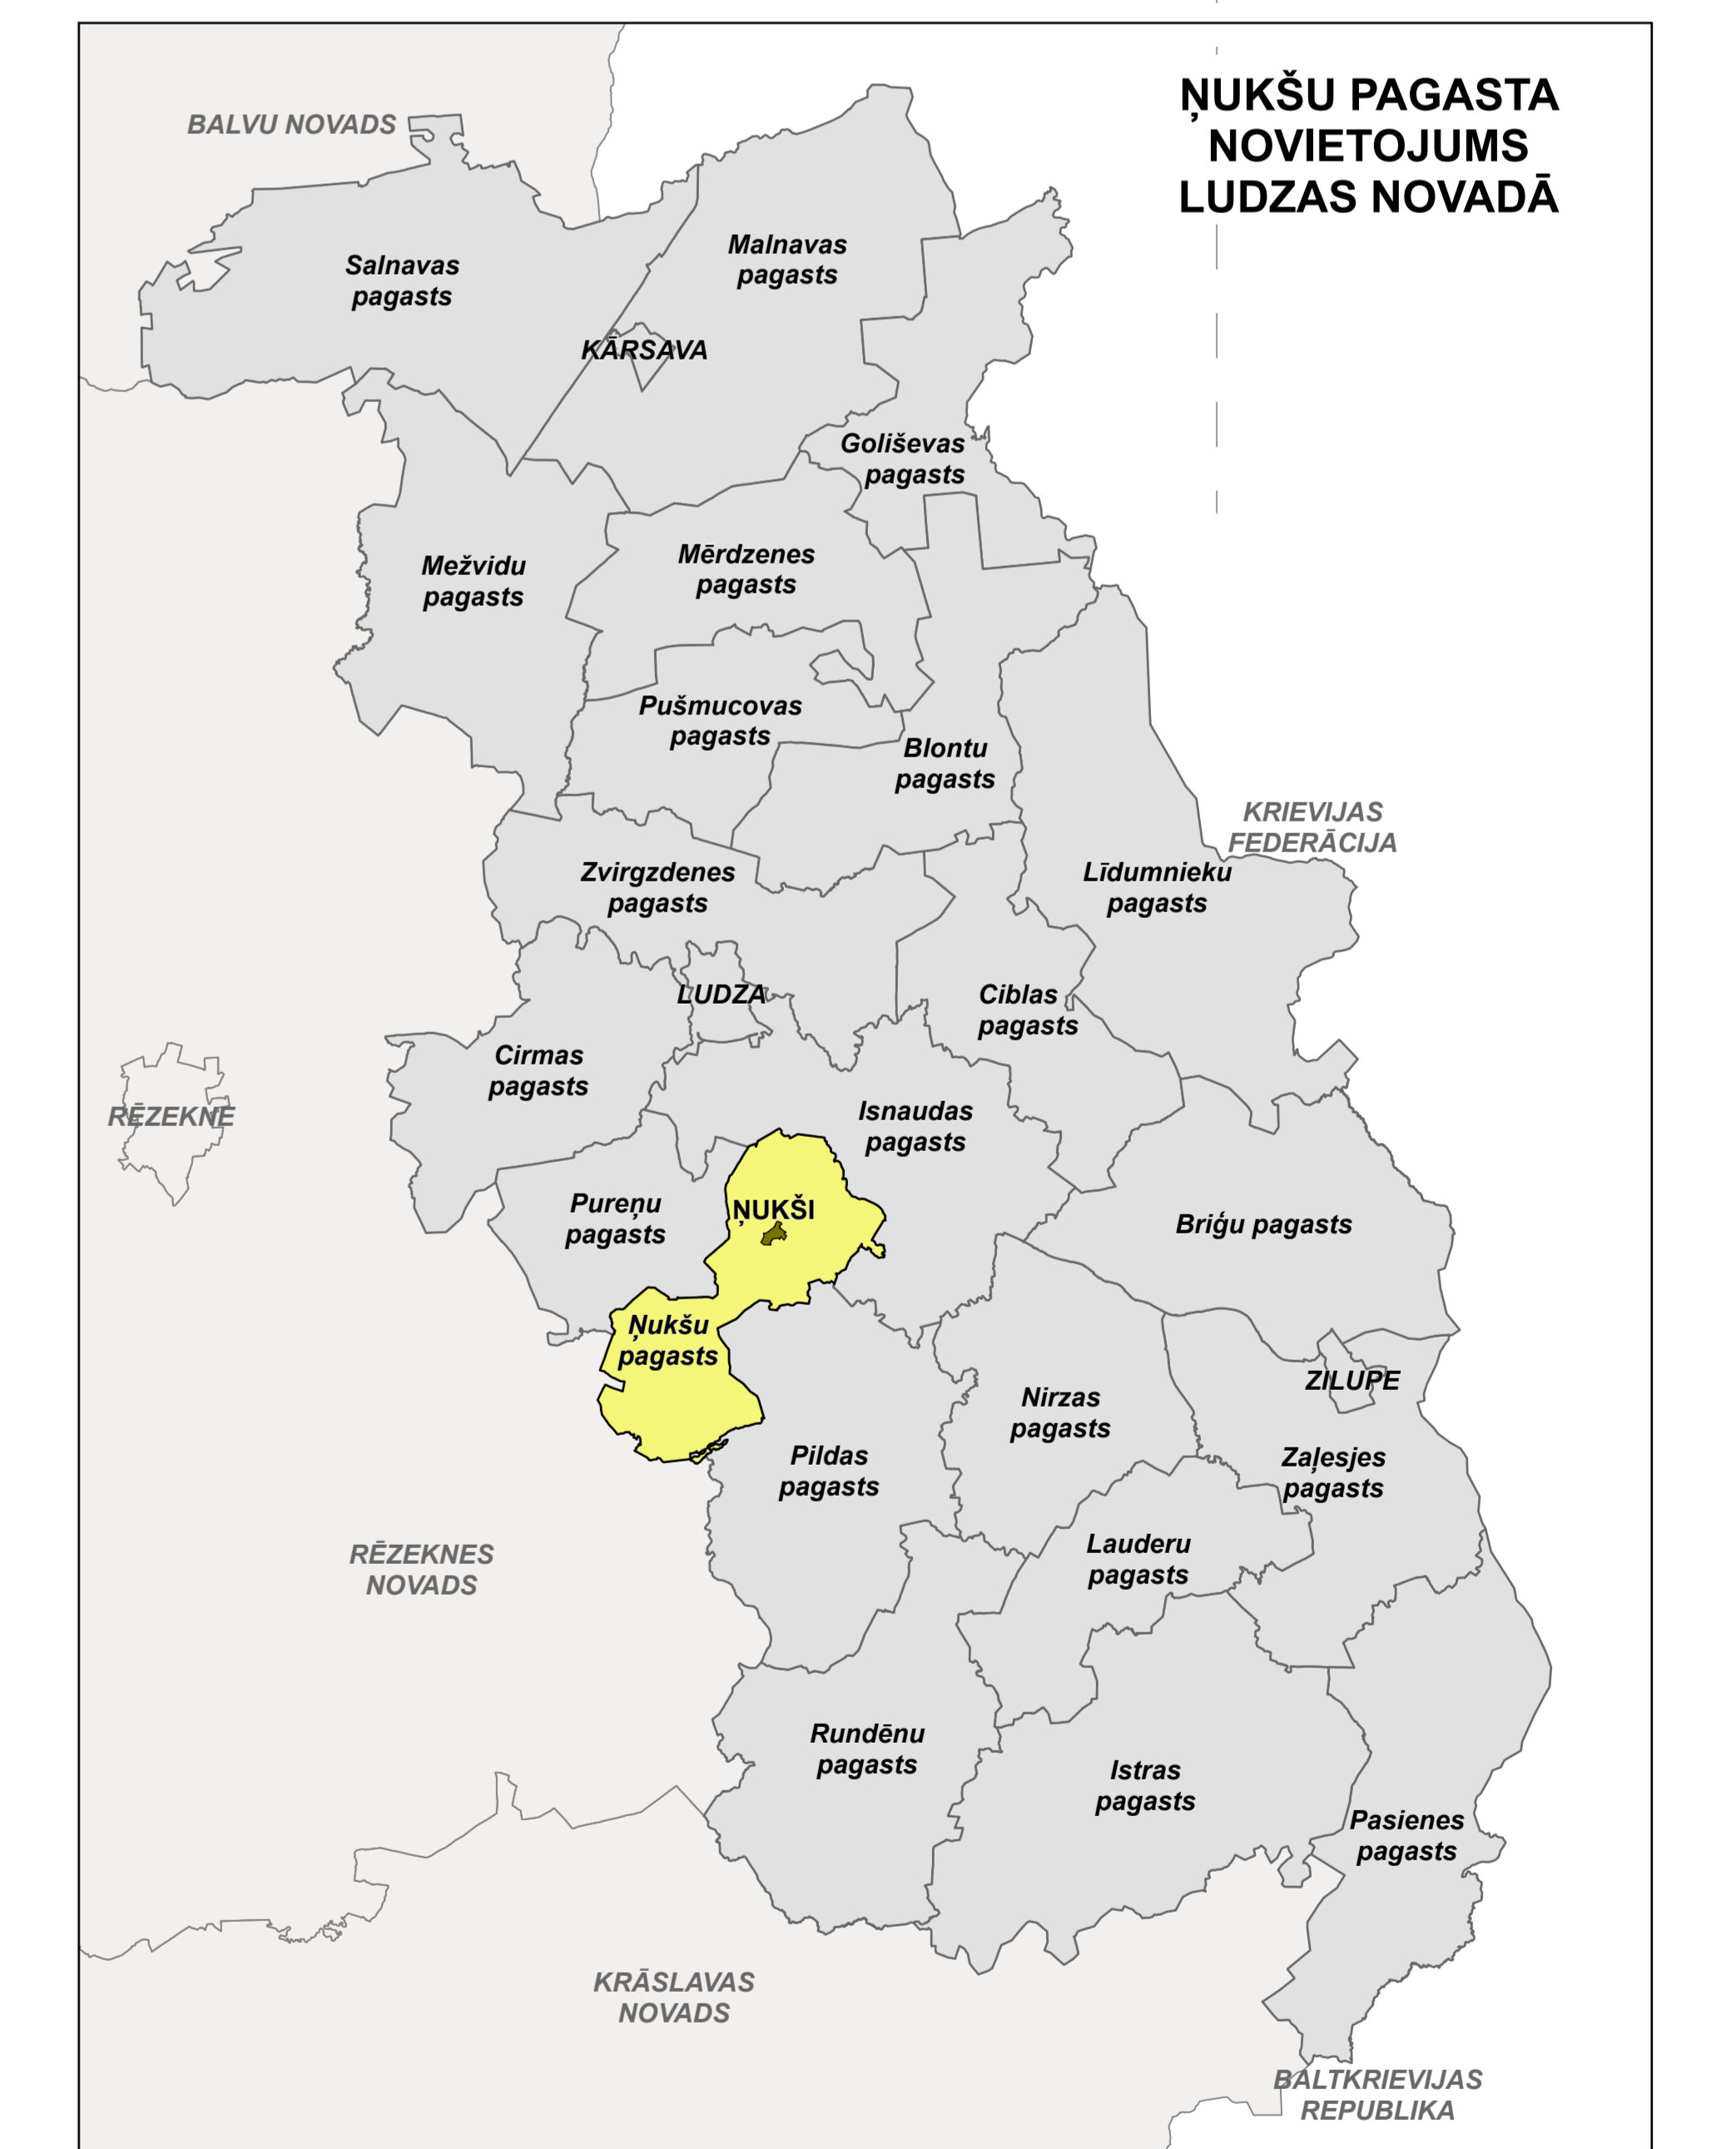 ŅUKŠU PAGASTA
NOVIETOJUMS
LUDZAS NOVADĀ
BALVU NOVADS
Salnavas
pagasts
Malnavas
pagasts
KĀRSAVA
Goliševas
pagasts
Mežvidu
pagasts
Mērdzenes
pagasts
Pušmucovas
pagasts
Blontu
pagasts
KRIEVIJAS
FEDERĀCIJA
Zvirgzdenes
pagasts
Līdumnieku
pagasts
LUDZA
Ciblas
pagasts
Cirmas
pagasts
RĒZEKNE
Isnaudas
pagasts
Pureņu
pagasts
ŅUKŠI
Briģu pagasts
Ņukšu
pagasts
ZILUPE
Nirzas
pagasts
Pildas
pagasts
Zaļesjes
pagasts
RĒZEKNES
NOVADS
Lauderu
pagasts
Rundēnu
pagasts
Istras
pagasts
Pasienes
pagasts
KRĀSLAVAS
NOVADS
BALTKRIEVIJAS
REPUBLIKA